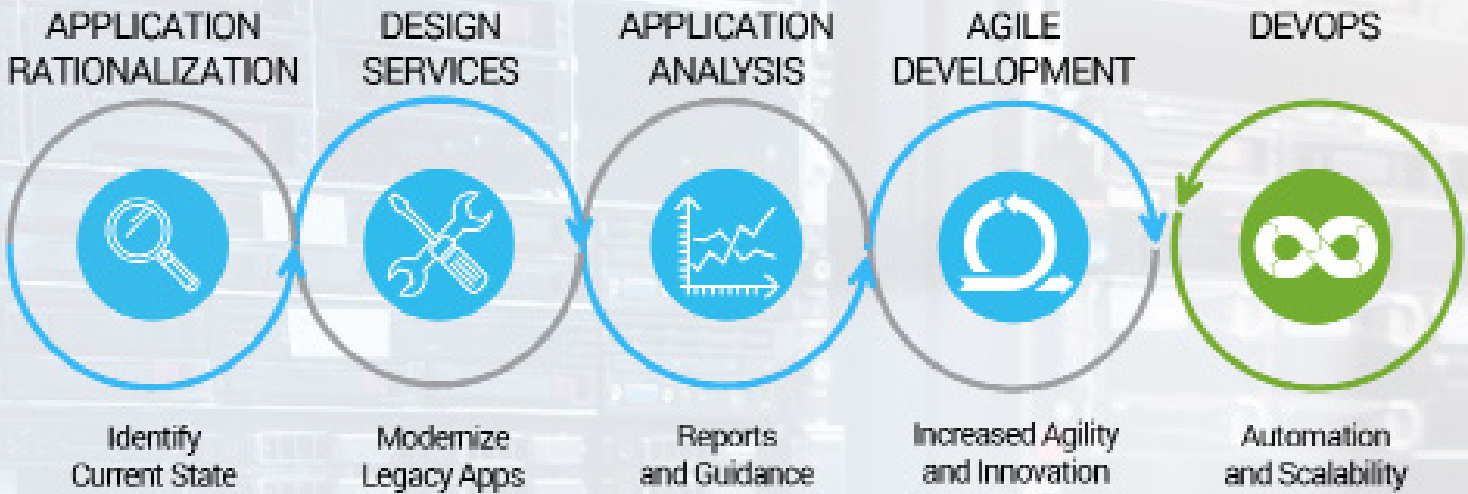 APPLICATION
RATIONALIZATION
DESIGN
SERVICES
APPLICATION
ANALYSIS
AGILE
DEVELOPMENT
DEVOPS
Identify
Current State
Modernize
Legacy Apps
Reports
and Guidance
Increased Agility
and Innovation
Automation
and Scalability